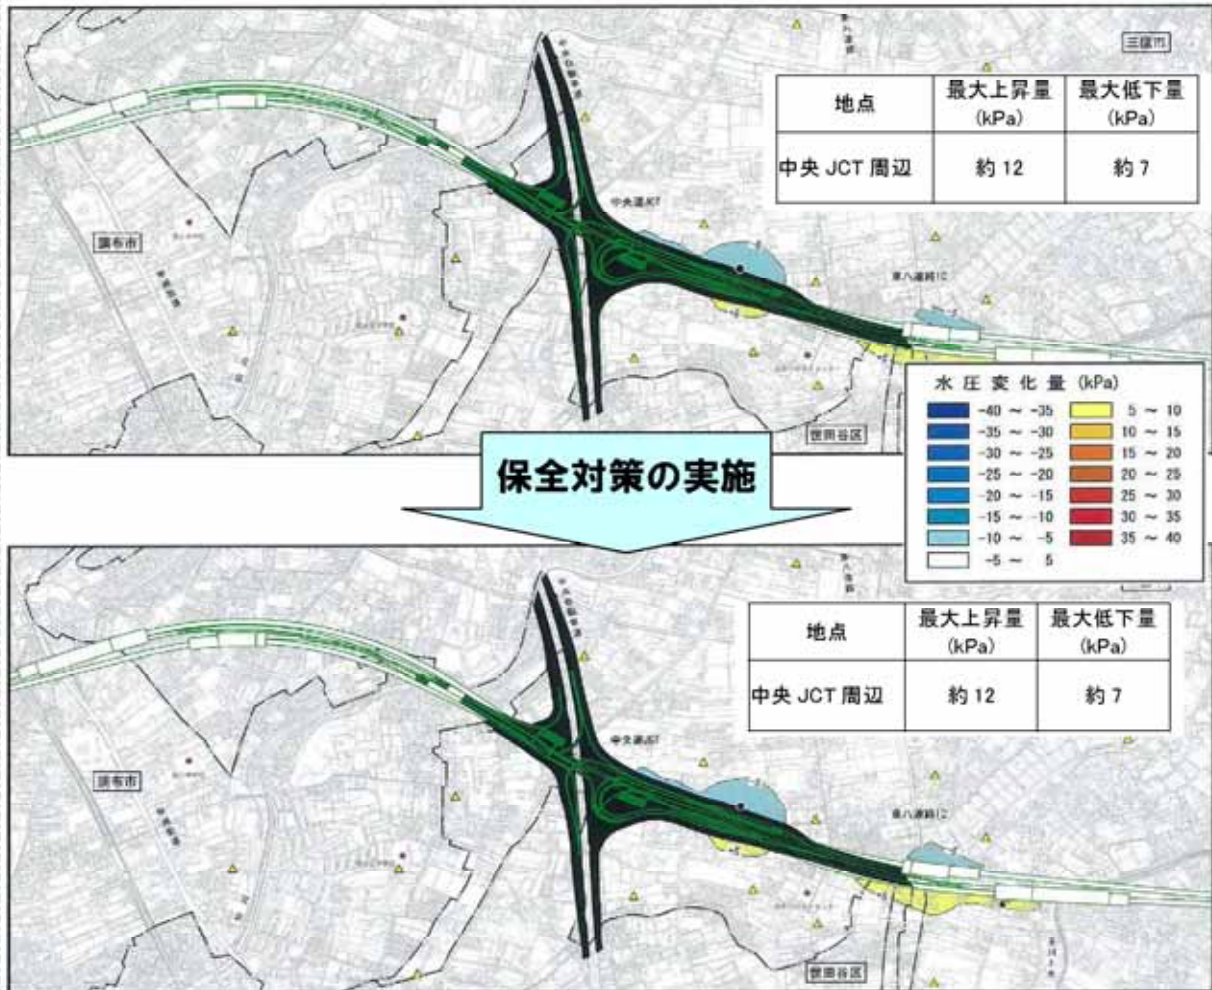 三鷹市
地点
最大上昇量
(kPa)
最大低下量
(kPa)
中央 JCT 周辺
約 12
約 7
中央道JCT
調布市
東八道路IC
世田谷区
水 圧 変 化 量 (kPa)
-40 ～ -35
5 ～ 10
-35 ～ -30
10 ～ 15
-30 ～ -25
15 ～ 20
-25 ～ -20
20 ～ 25
-20 ～ -15
25 ～ 30
-15 ～ -10
30 ～ 35
-10 ～ -5
35 ～ 40
-5 ～ 5
保全対策の実施
地点
最大上昇量
(kPa)
最大低下量
(kPa)
中央 JCT 周辺
約 12
約 7
中央道JCT
調布市
東八道路IC
世田谷区